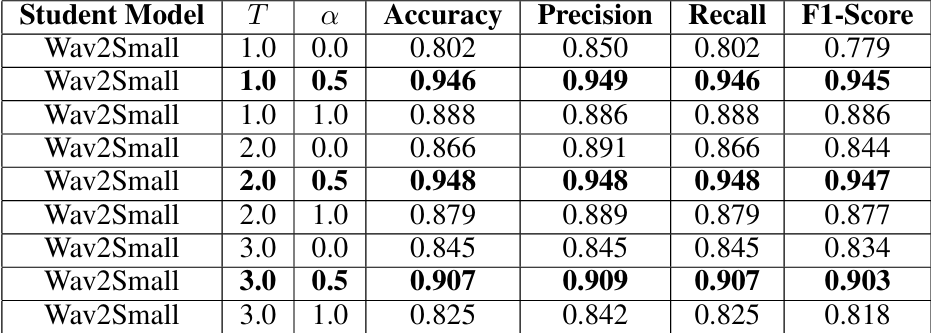 Student Model T α Accuracy Precision Recall F1-Score
Wav2Small 1.0 0.0 0.802 0.850 0.802 0.779
Wav2Small 1.0 0.5 0.946 0.949 0.946 0.945
Wav2Small 1.0 1.0 0.888 0.886 0.888 0.886
Wav2Small 2.0 0.0 0.866 0.891 0.866 0.844
Wav2Small 2.0 0.5 0.948 0.948 0.948 0.947
Wav2Small 2.0 1.0 0.879 0.889 0.879 0.877
Wav2Small 3.0 0.0 0.845 0.845 0.845 0.834
Wav2Small 3.0 0.5 0.907 0.909 0.907 0.903
Wav2Small 3.0 1.0 0.825 0.842 0.825 0.818